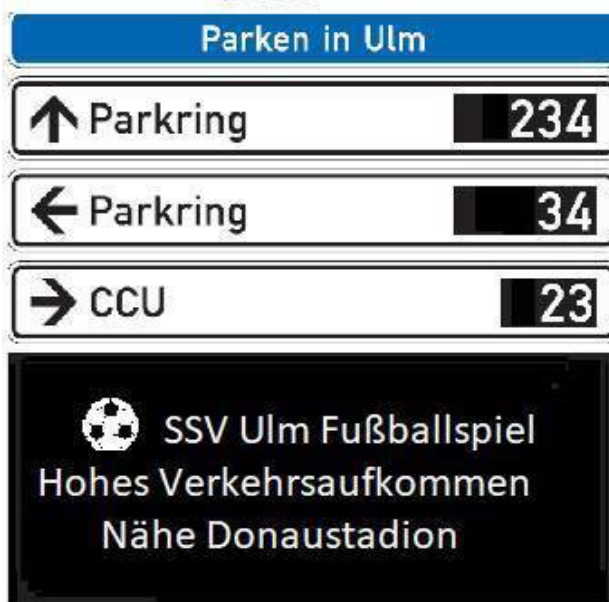 Parken in Ulm
Parkring 234
Parkring 34
CCU 23
SSV Ulm Fußballspiel
Hohes Verkehrsaufkommen
Nähe Donaustadion